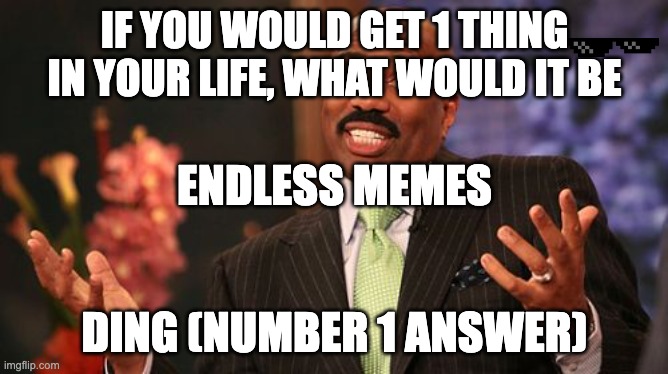 IF YOU WOULD GET 1 THING
IN YOUR LIFE, WHAT WOULD IT BE
ENDLESS MEMES
DING (NUMBER 1 ANSWER)
imgflip.com